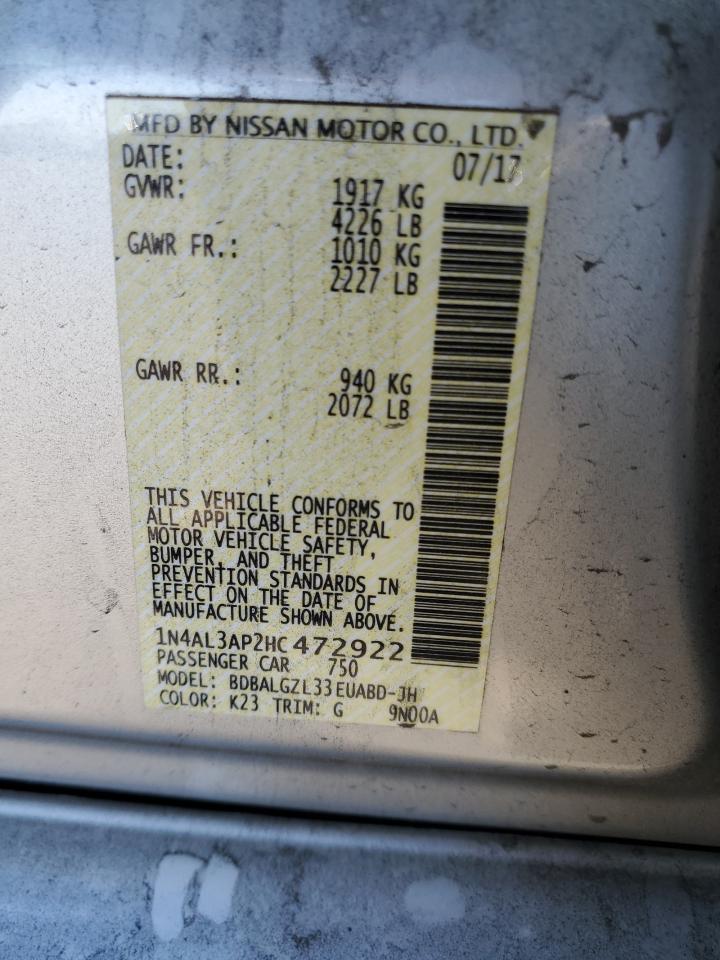 MFD BY NISSAN MOTOR CO., LTD.
DATE: 07/17
GVWR: 1917 KG
4226 LB
GAWR FR.: 1010 KG
2227 LB
GAWR RR.: 940 KG
2072 LB
THIS VEHICLE CONFORMS TO
ALL APPLICABLE FEDERAL
MOTOR VEHICLE SAFETY,
BUMPER, AND THEFT
PREVENTION STANDARDS IN
EFFECT ON THE DATE OF
MANUFACTURE SHOWN ABOVE.
1N4AL3AP2HC472922
PASSENGER CAR 750
MODEL: BDBALGZL33EUABD-JH
COLOR: K23 TRIM: G 9N00A